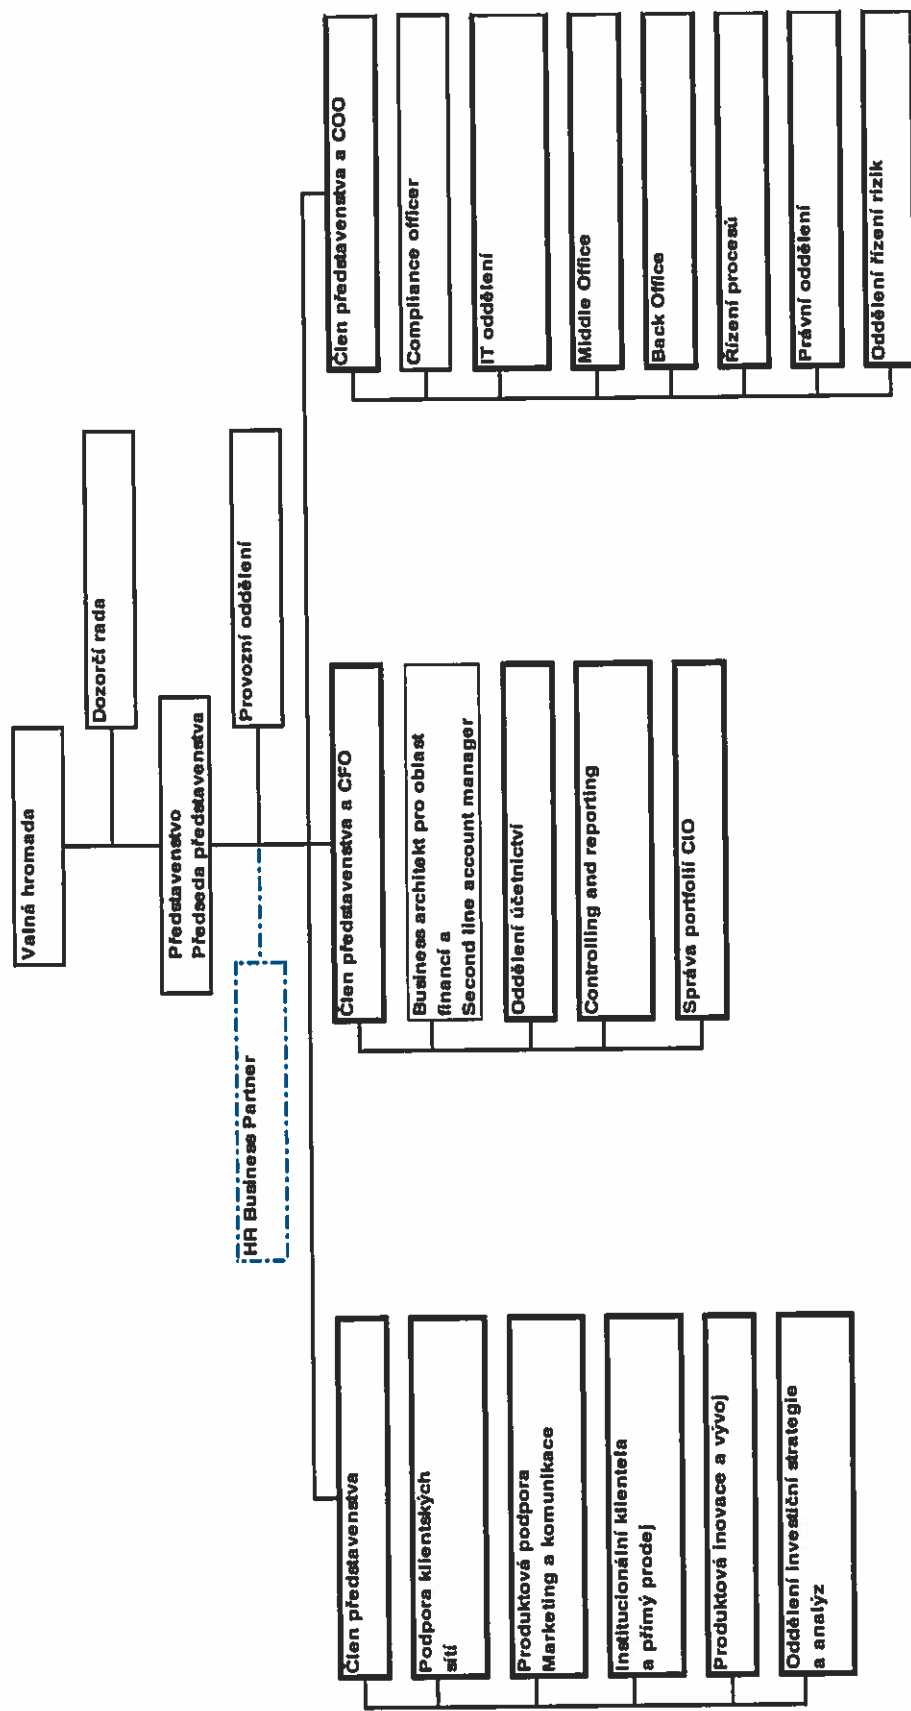 Valná hromada
Dozorčí rada
Představenstvo
Předseda představenstva
Provozní oddělení
HR Business Partner
Člen představenstva
Podpora klientských
sítí
Produktová podpora
Marketing a komunikace
Institucionální klientela
a přímý prodej
Produktová inovace a vývoj
Oddělení investiční strategie
a analýz
Člen představenstva a CFO
Business architekt pro oblast
financí a
Second line account manager
Oddělení účetnictví
Controlling and reporting
Správa portfolií CIO
Člen představenstva a COO
Compliance officer
IT oddělení
Middle Office
Back Office
Řízení procesů
Právní oddělení
Oddělení řízení rizik